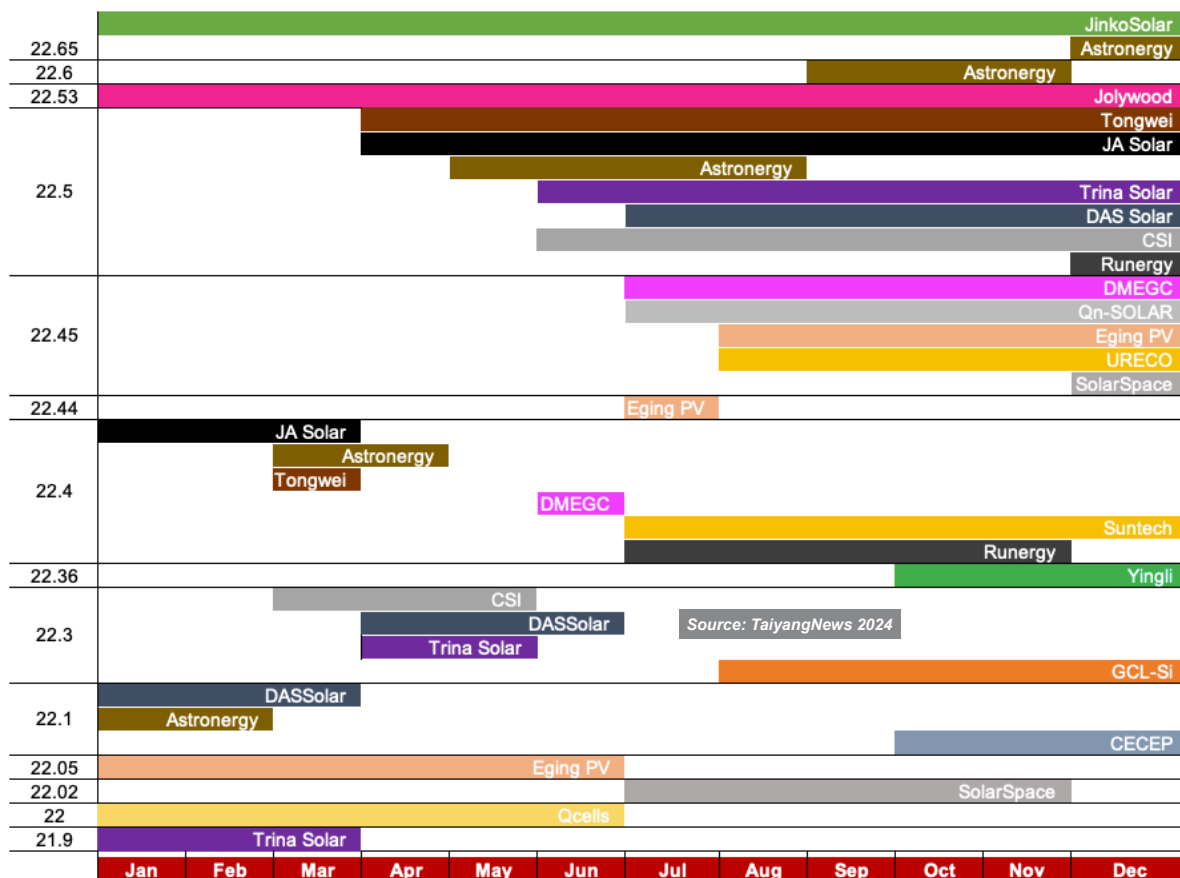 JinkoSolar
22.65 Astronergy
22.6 Astronergy
22.53 Jolywood
Tongwei
JA Solar
Astronergy
22.5 Trina Solar
DAS Solar
CSI
Runergy
DMEGC
Qn-SOLAR
22.45 Eging PV
URECO
SolarSpace
22.44 Eging PV
JA Solar
Astronergy
22.4 Tongwei
DMEGC
Suntech
Runergy
22.36 Yingli
CSI
22.3 DASSolar Source: TaiyangNews 2024
Trina Solar
GCL-Si
DASSolar
22.1 Astronergy
CECEP
22.05 Eging PV
22.02 SolarSpace
22 Qcells
21.9 Trina Solar
Jan Feb Mar Apr May Jun Jul Aug Sep Oct Nov Dec